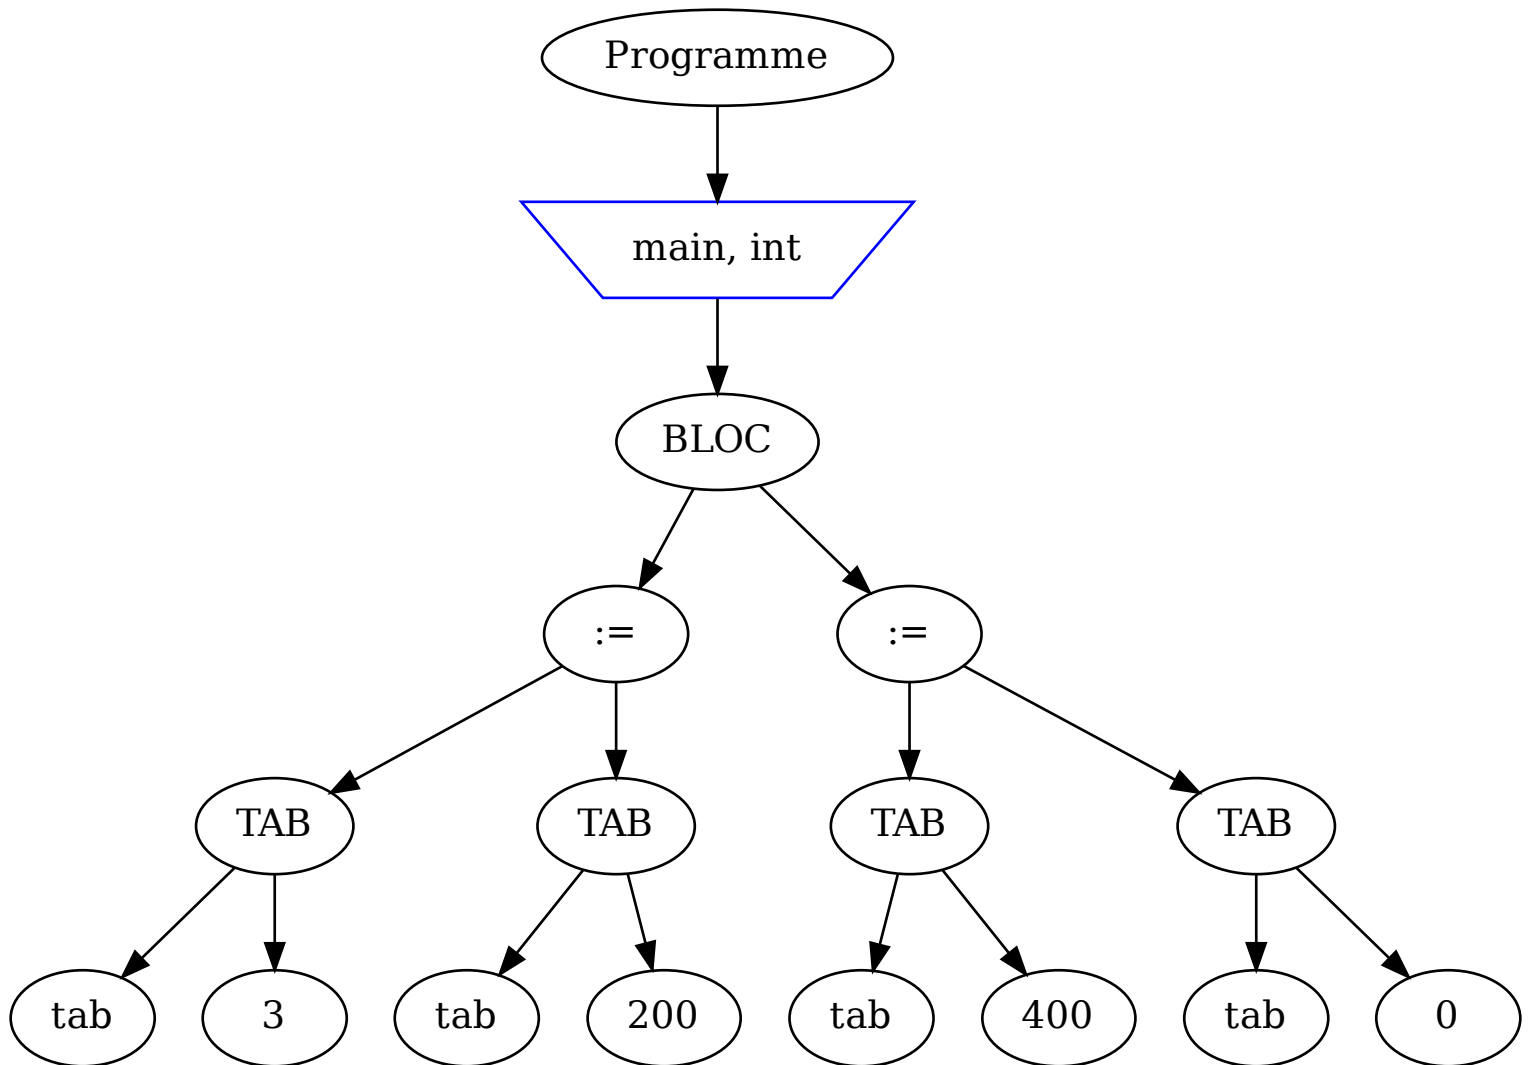 Programme
main, int
BLOC
:=
:=
TAB
TAB
TAB
TAB
tab
3
tab
200
tab
400
tab
0